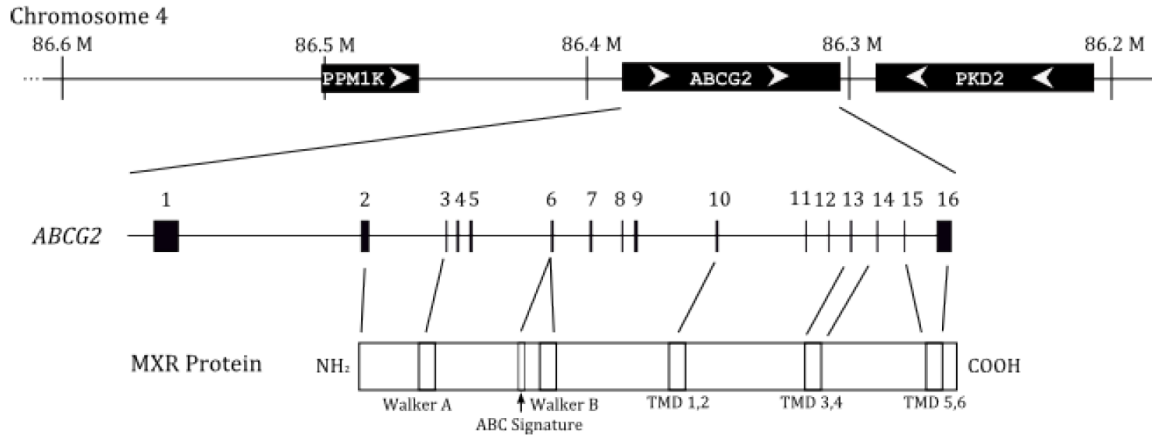 Chromosome 4
86.6 M 86.5 M 86.4 M 86.3 M 86.2 M
... PPM1K ABCG2 PKD2
1 2 3 4 5 6 7 8 9 10 11 12 13 14 15 16
ABCG2
MXR Protein NH₂ COOH
Walker A Walker B TMD 1,2 TMD 3,4 TMD 5,6
ABC Signature